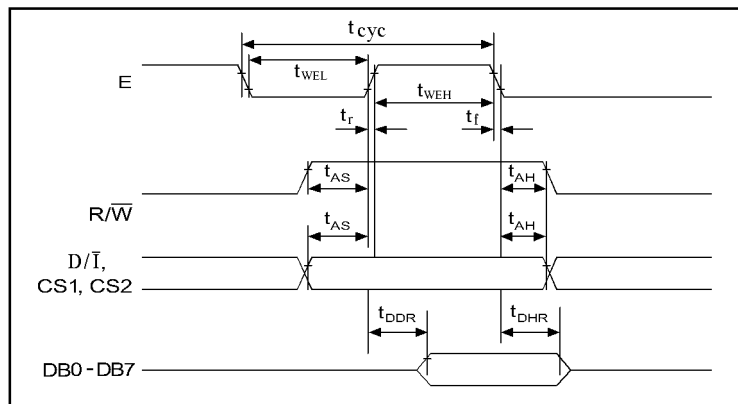 tcyc
tWEL
E
tWEH
tr
tf
tAS
tAH
R/W̅
tAS
tAH
D/I̅,
CS1, CS2
tDDR
tDHR
DB0 - DB7